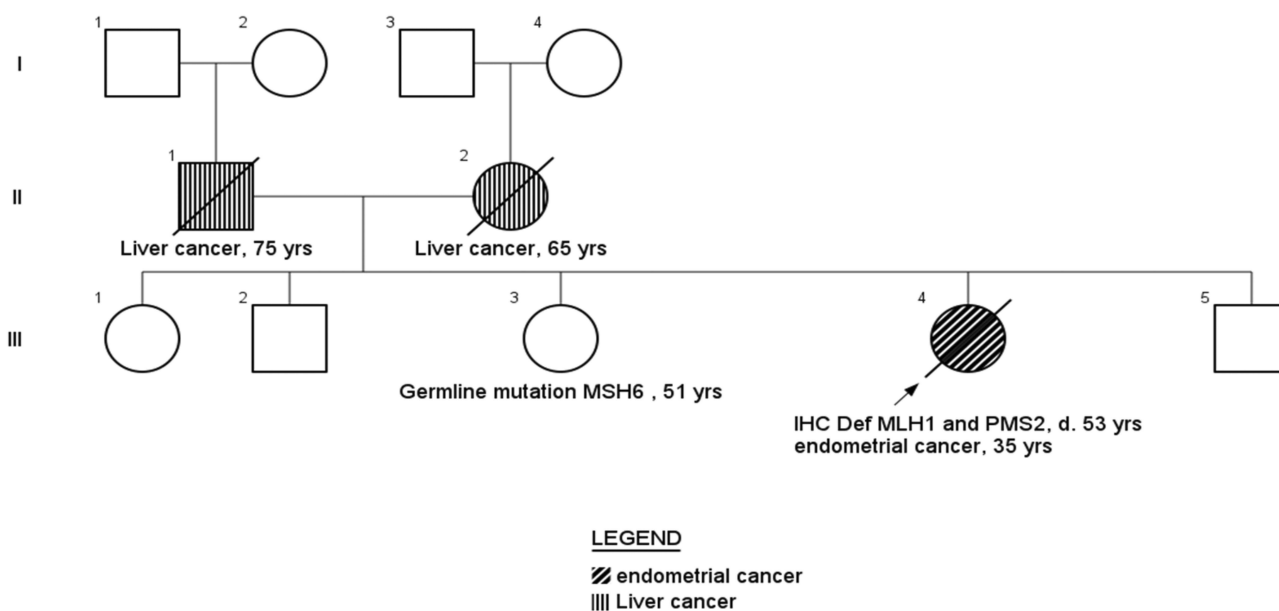 1 2 3 4
I
1 2
II
Liver cancer, 75 yrs Liver cancer, 65 yrs
1 2 3 4 5
III
Germline mutation MSH6 , 51 yrs
IHC Def MLH1 and PMS2, d. 53 yrs
endometrial cancer, 35 yrs
LEGEND
endometrial cancer
Liver cancer